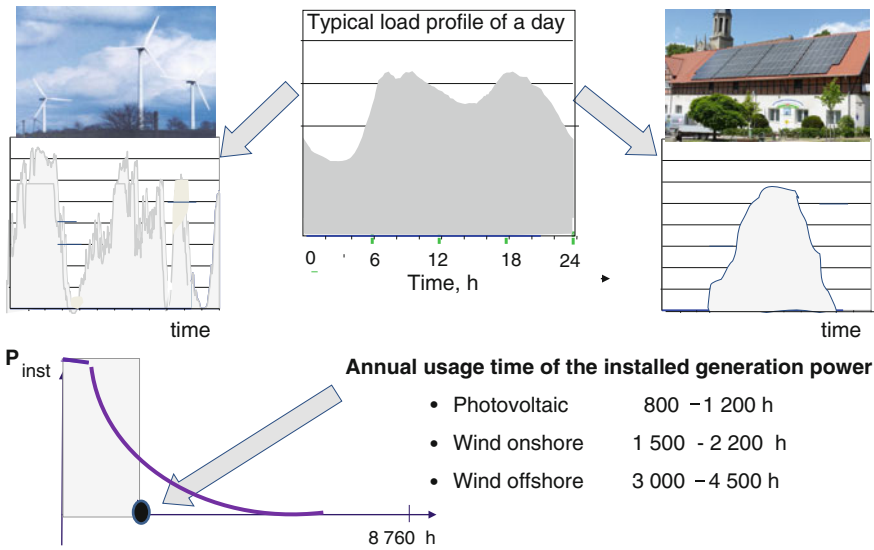 Typical load profile of a day
0 6 12 18 24
Time, h
time
time
P inst
Annual usage time of the installed generation power
• Photovoltaic 800 –1 200 h
• Wind onshore 1 500 - 2 200 h
• Wind offshore 3 000 –4 500 h
8 760 h